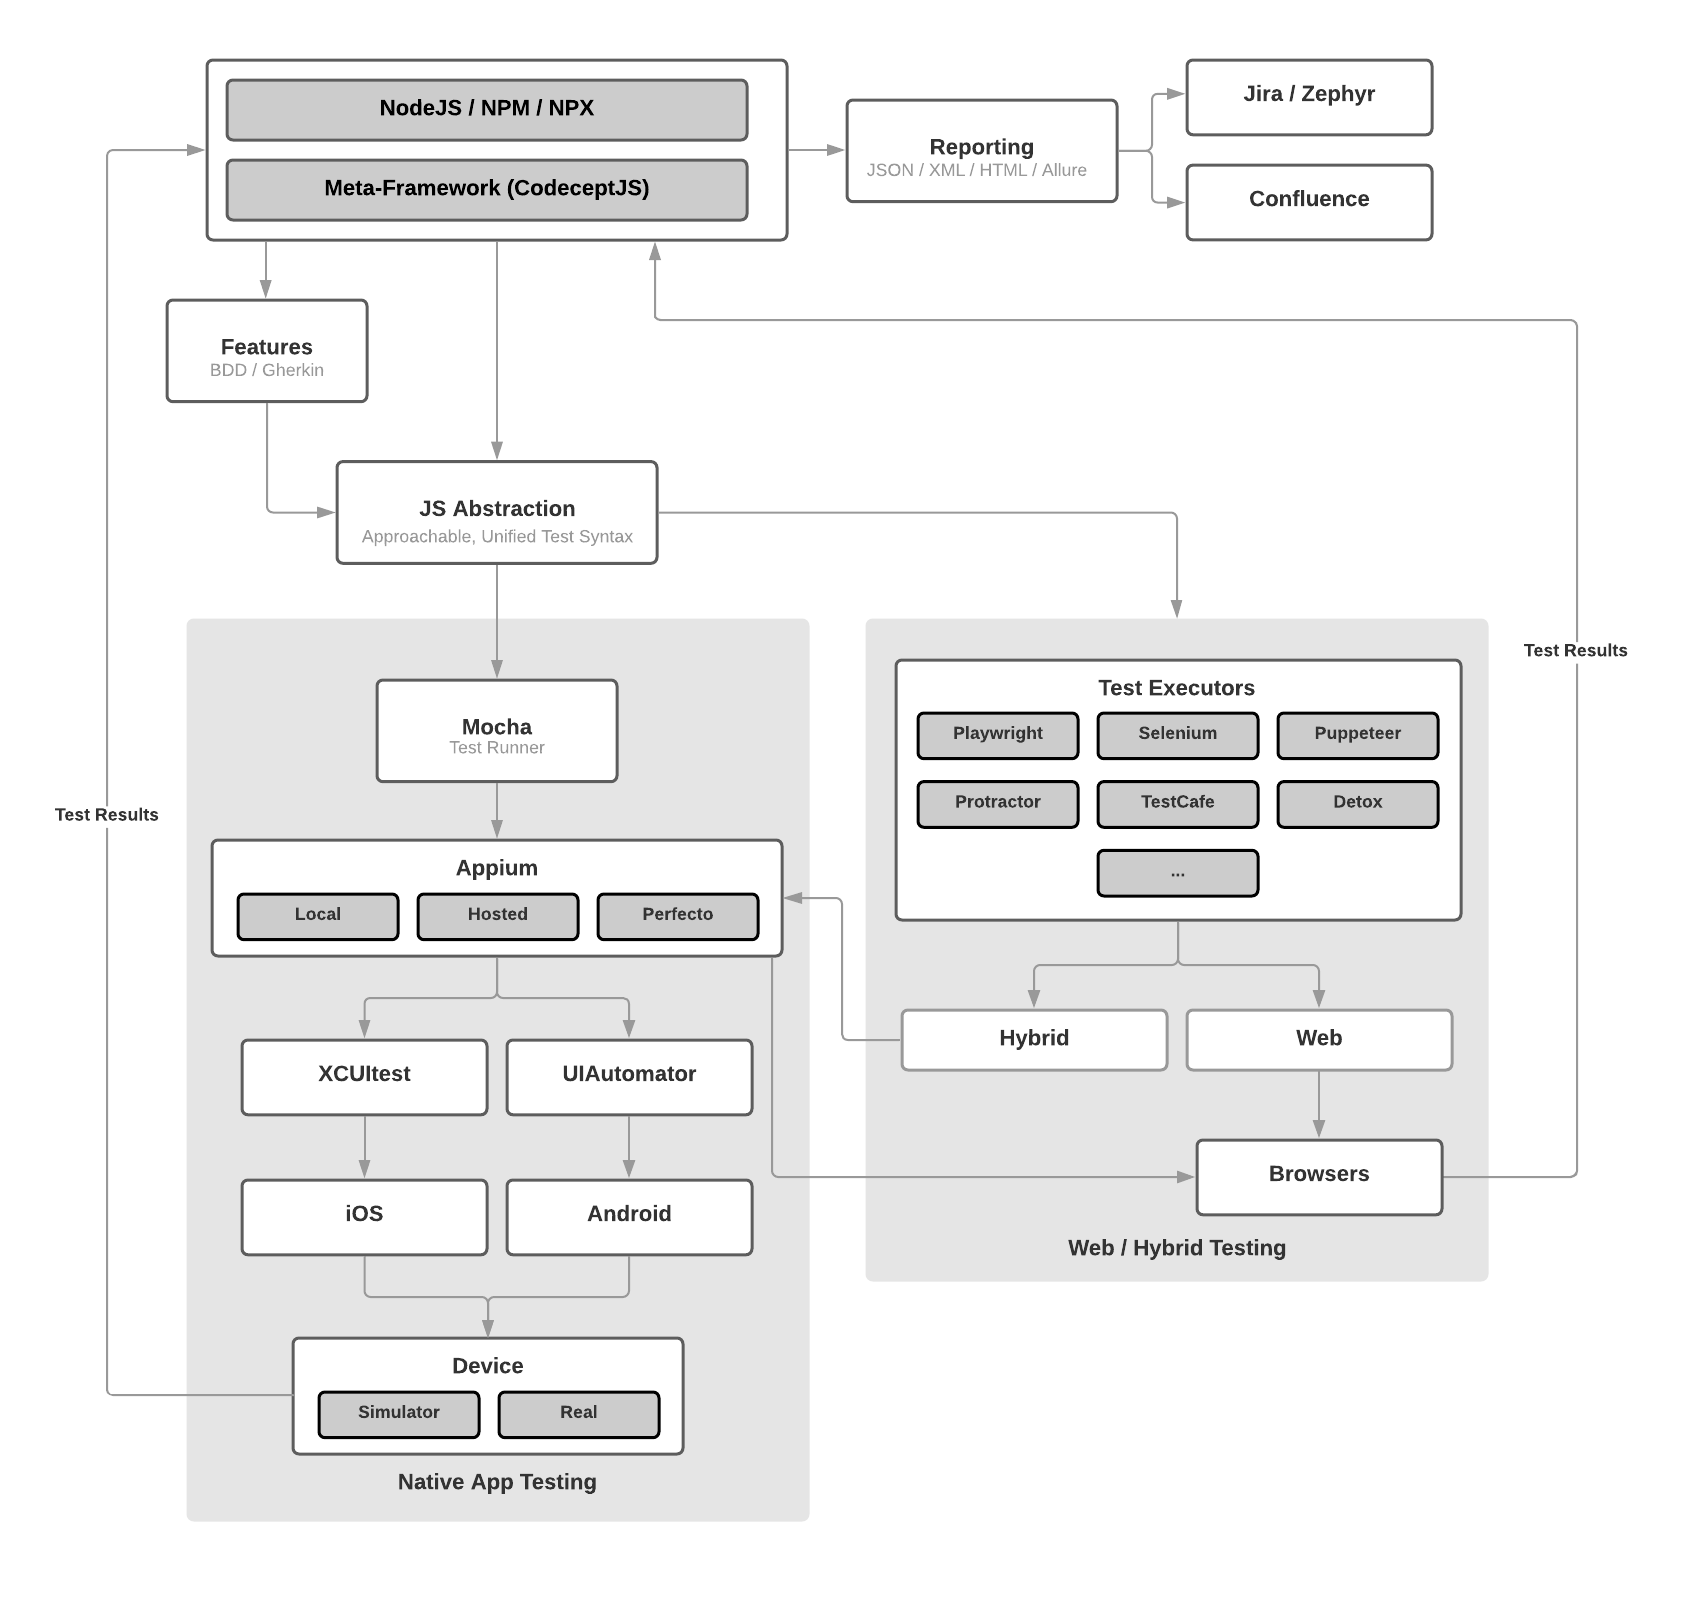 NodeJS / NPM / NPX
Meta-Framework (CodeceptJS)
Reporting
JSON / XML / HTML / Allure
Jira / Zephyr
Confluence
Features
BDD / Gherkin
JS Abstraction
Approachable, Unified Test Syntax
Test Results
Mocha
Test Runner
Appium
Local
Hosted
Perfecto
XCUItest
UIAutomator
iOS
Android
Device
Simulator
Real
Native App Testing
Test Executors
Playwright
Selenium
Puppeteer
Protractor
TestCafe
Detox
...
Hybrid
Web
Browsers
Web / Hybrid Testing
Test Results